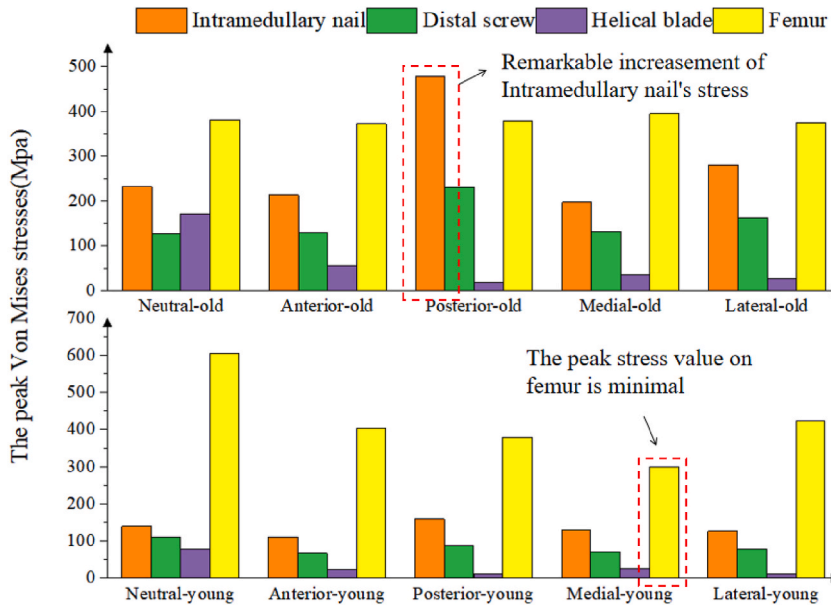 Intramedullary nail Distal screw Helical blade Femur
The peak Von Mises stresses(Mpa)
500
400
300
200
100
0
Remarkable increasement of
Intramedullary nail's stress
Neutral-old Anterior-old Posterior-old Medial-old Lateral-old
700
600
500
400
300
200
100
0
The peak stress value on
femur is minimal
Neutral-young Anterior-young Posterior-young Medial-young Lateral-young